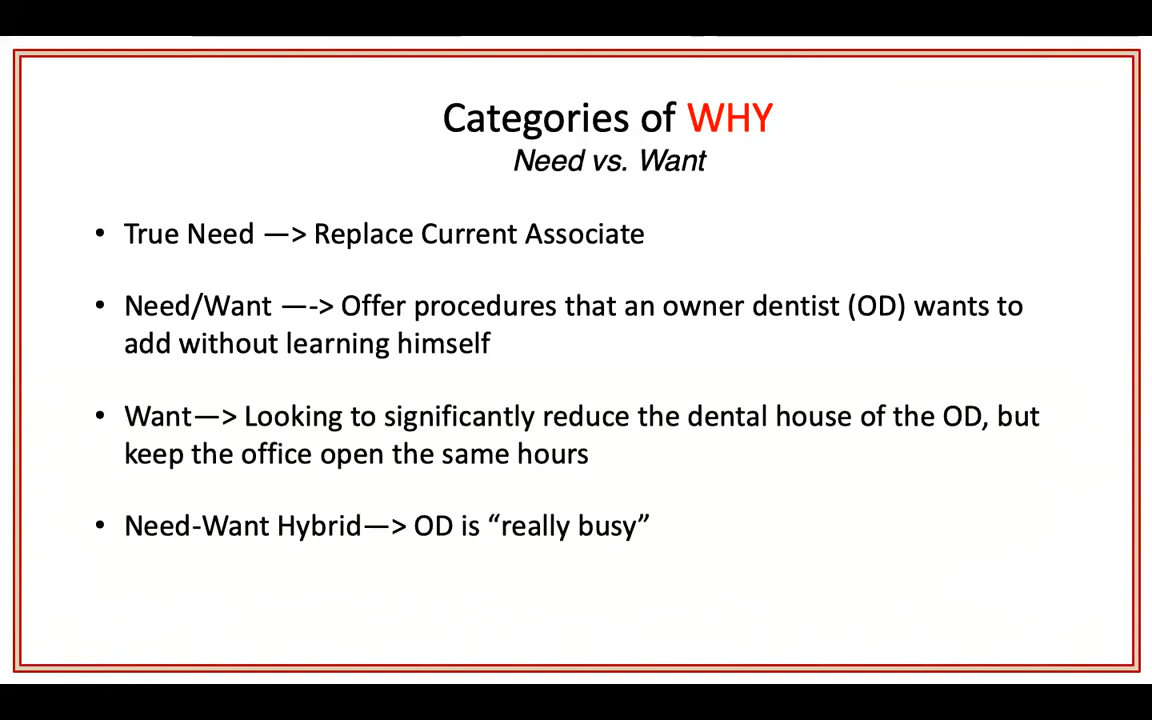 Categories of WHY
Need vs. Want
• True Need —> Replace Current Associate
• Need/Want —-> Offer procedures that an owner dentist (OD) wants to
add without learning himself
• Want—> Looking to significantly reduce the dental house of the OD, but
keep the office open the same hours
• Need-Want Hybrid—> OD is “really busy”